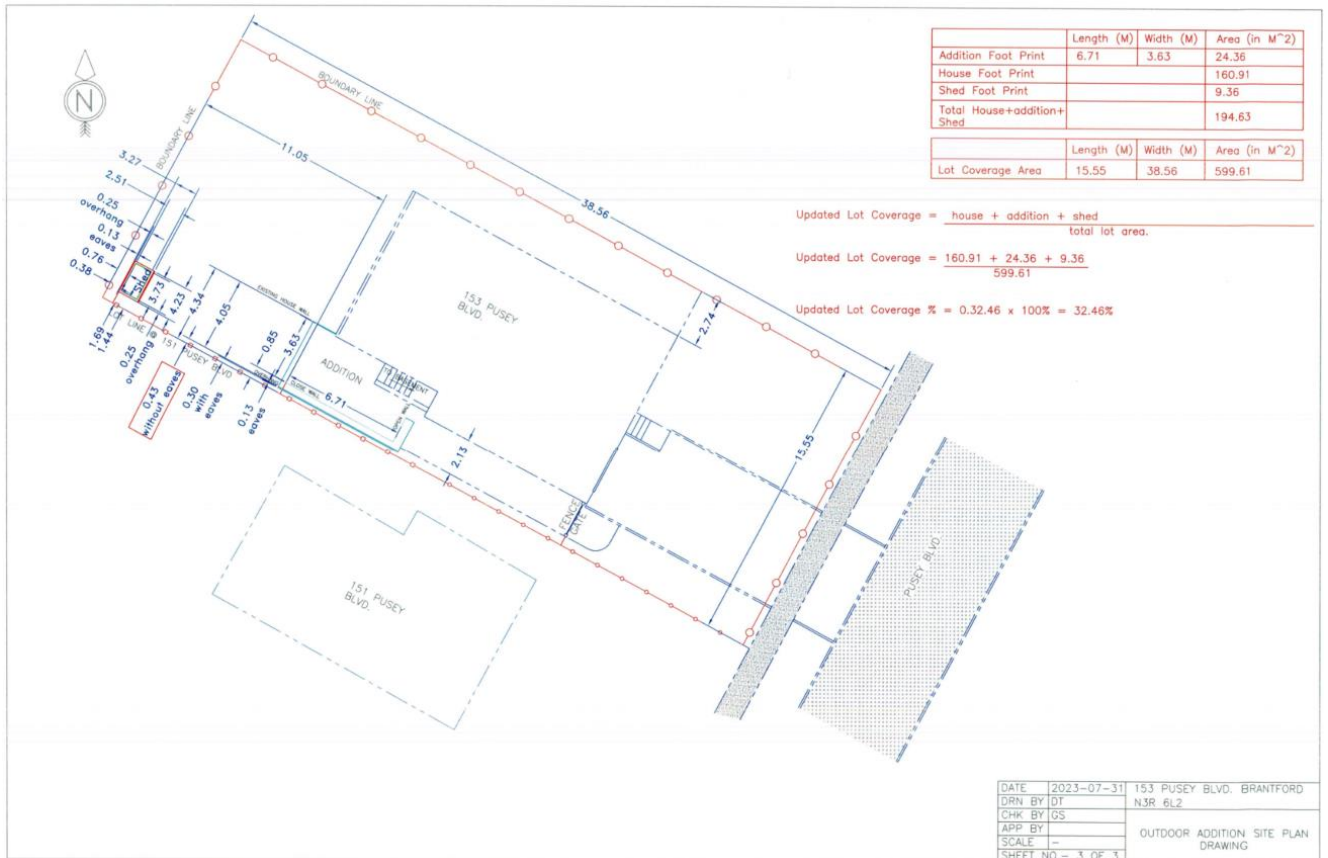 N
BOUNDARY LINE
BOUNDARY LINE
38.56
11.05
3.27
2.51
0.25
overhang
0.13
eaves
0.76
0.38
Shed
3.73
4.23
4.34
4.05
0.85
3.63
EXISTING HOUSE WALL
ADDITION
CLOSE WALL
6.71
OPEN WALL
153 PUSEY
BLVD.
2.74
15.55
2.13
FENCE
GATE
1.69
1.44
LOT LINE @ 151 PUSEY BLVD
0.25
overhang
0.43
without eaves
0.30
with
eaves
0.13
eaves
151 PUSEY
BLVD.
PUSEY BLVD.
Length (M) Width (M) Area (in M^2)
Addition Foot Print 6.71 3.63 24.36
House Foot Print 160.91
Shed Foot Print 9.36
Total House+addition+
Shed 194.63
Length (M) Width (M) Area (in M^2)
Lot Coverage Area 15.55 38.56 599.61
Updated Lot Coverage = house + addition + shed
total lot area.
Updated Lot Coverage = 160.91 + 24.36 + 9.36
599.61
Updated Lot Coverage % = 0.32.46 x 100% = 32.46%
DATE 2023-07-31 153 PUSEY BLVD. BRANTFORD
DRN BY DT N3R 6L2
CHK BY GS
APP BY
SCALE -
OUTDOOR ADDITION SITE PLAN
DRAWING
SHEET NO - 3 OF 3